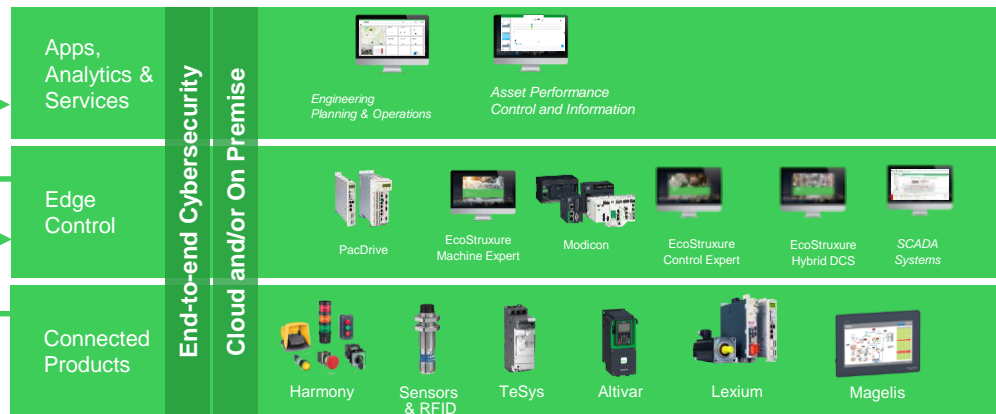 Apps,
Analytics &
Services
Engineering
Planning & Operations
Asset Performance
Control and Information
End-to-end Cybersecurity
Cloud and/or On Premise
Edge
Control
PacDrive
EcoStruxure
Machine Expert
Modicon
EcoStruxure
Control Expert
EcoStruxure
Hybrid DCS
SCADA
Systems
Connected
Products
Harmony
Sensors
& RFID
TeSys
Altivar
Lexium
Magelis